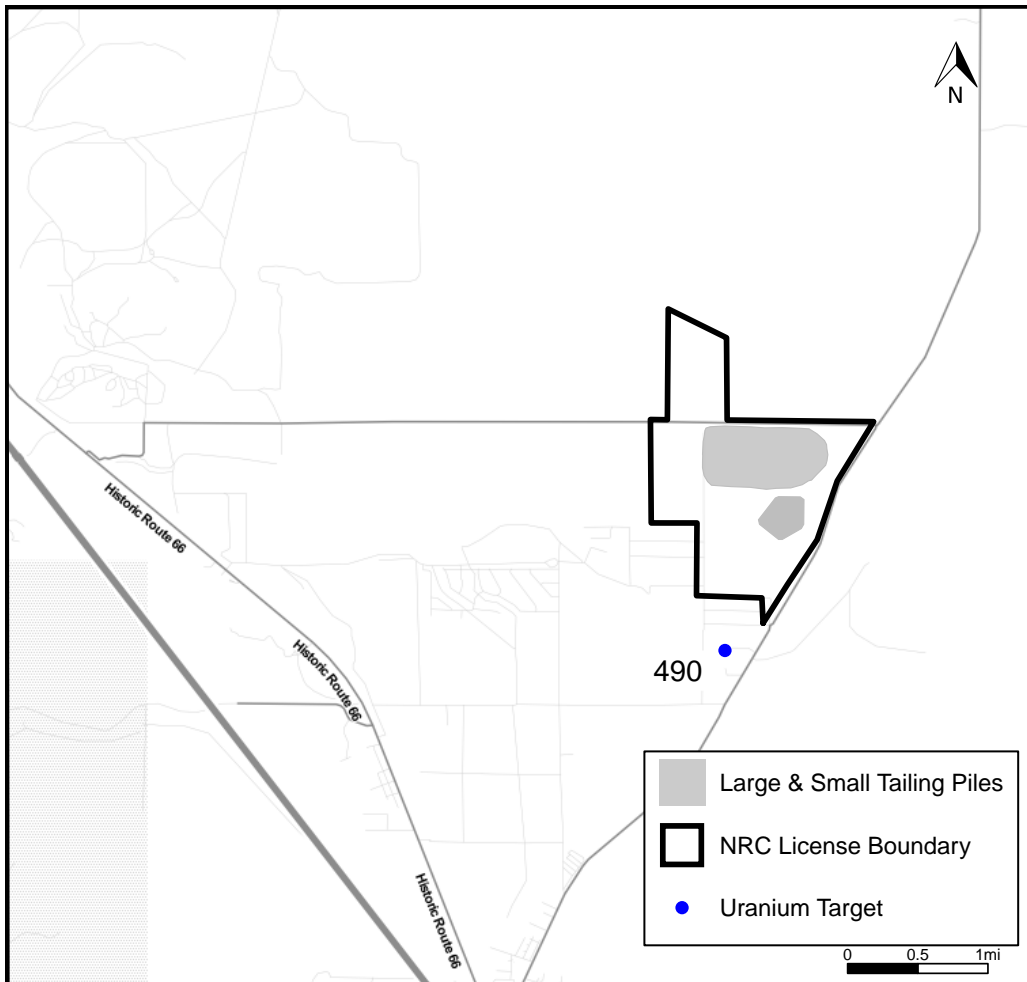 N
Historic Route 66
Historic Route 66
490
Historic Route 66
Large & Small Tailing Piles
NRC License Boundary
Uranium Target
0 0.5 1mi